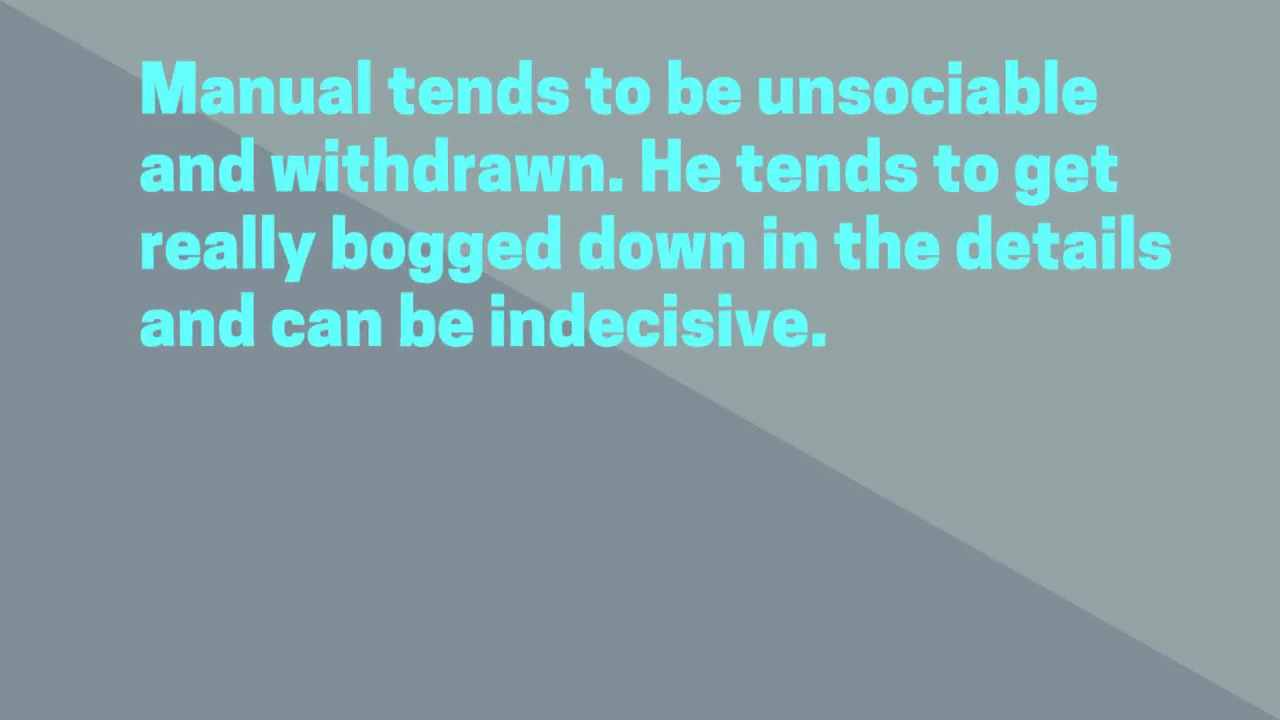 Manual tends to be unsociable
and withdrawn. He tends to get
really bogged down in the details
and can be indecisive.